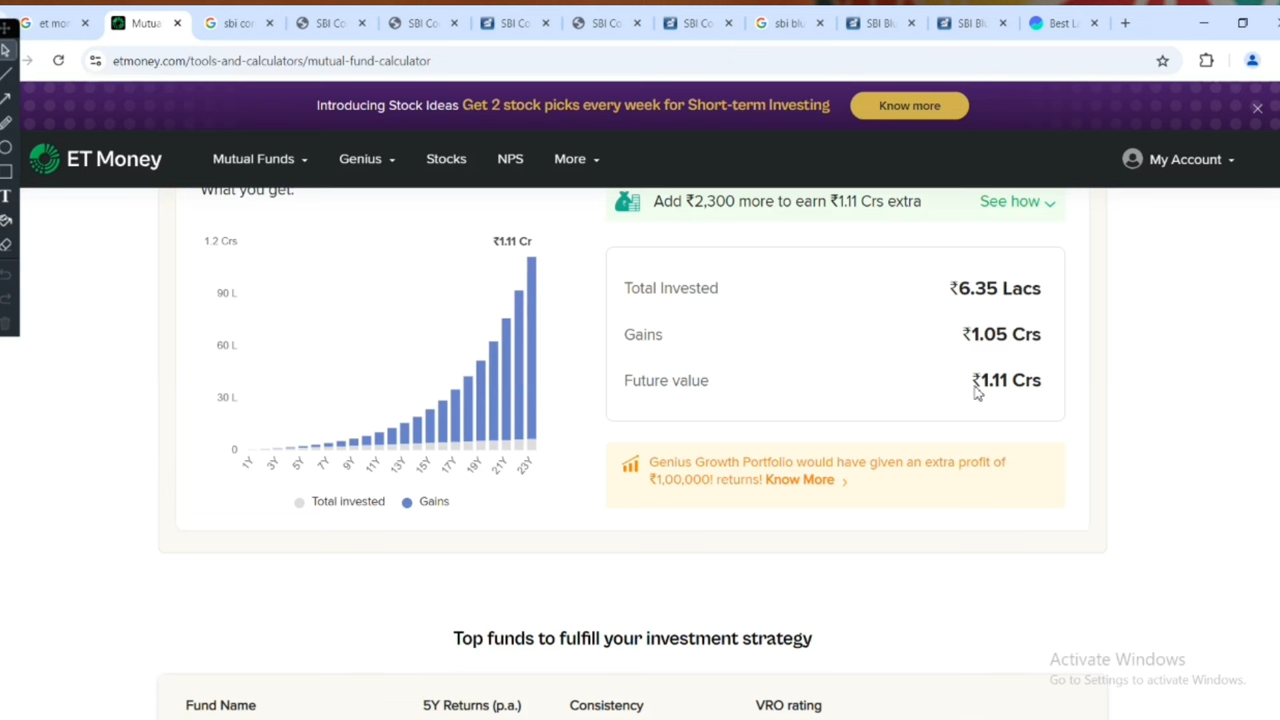 et mor
Mutua
sbi cor
SBI Co
SBI Co
SBI Co
SBI Co
SBI Co
sbi blu
SBI Blu
SBI Blu
Best L
etmoney.com/tools-and-calculators/mutual-fund-calculator
Introducing Stock Ideas Get 2 stock picks every week for Short-term Investing
Know more
ET Money
Mutual Funds
Genius
Stocks
NPS
More
My Account
What you get:
Add ₹2,300 more to earn ₹1.11 Crs extra
See how
1.2 Crs
90 L
60 L
30 L
0
₹1.11 Cr
1Y
3Y
5Y
7Y
9Y
11Y
13Y
15Y
17Y
19Y
21Y
23Y
Total invested
Gains
Total Invested
₹6.35 Lacs
Gains
₹1.05 Crs
Future value
₹1.11 Crs
Genius Growth Portfolio would have given an extra profit of
₹1,00,000! returns! Know More
Top funds to fulfill your investment strategy
Fund Name
5Y Returns (p.a.)
Consistency
VRO rating
Activate Windows
Go to Settings to activate Windows.